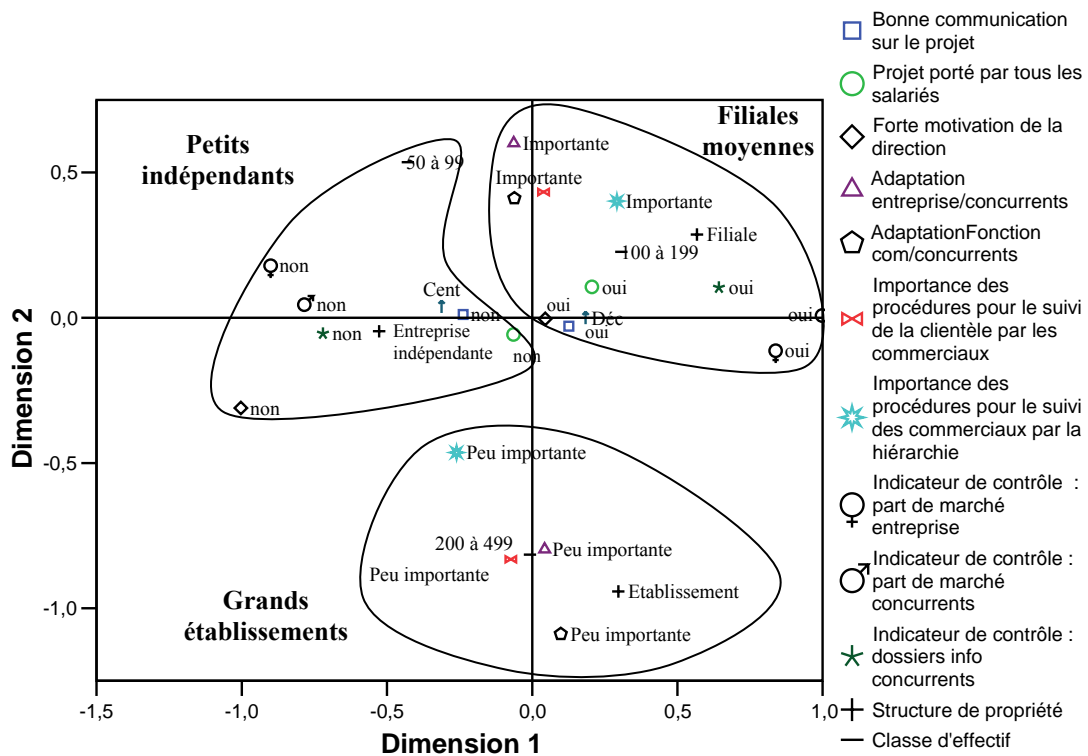 Petits
indépendants
Filiales
moyennes
Grands
établissements
50 à 99
Importante
Importante
Importante
Filiale
100 à 199
non
non
Cent
non
non
Entreprise
indépendante
non
non
oui
oui
Déc
oui
oui
oui
oui
Peu importante
200 à 499
Peu importante
Peu importante
Etablissement
Peu importante
0,5
0,0
-0,5
-1,0
-1,5
-1,0
-0,5
0,0
0,5
1,0
Dimension 1
Dimension 2
Bonne communication
sur le projet
Projet porté par tous les
salariés
Forte motivation de la
direction
Adaptation
entreprise/concurrents
AdaptationFonction
com/concurrents
Importance des
procédures pour le suivi
de la clientèle par les
commerciaux
Importance des
procédures pour le suivi
des commerciaux par la
hiérarchie
Indicateur de contrôle :
part de marché
entreprise
Indicateur de contrôle :
part de marché
concurrents
Indicateur de contrôle :
dossiers info
concurrents
Structure de propriété
Classe d'effectif